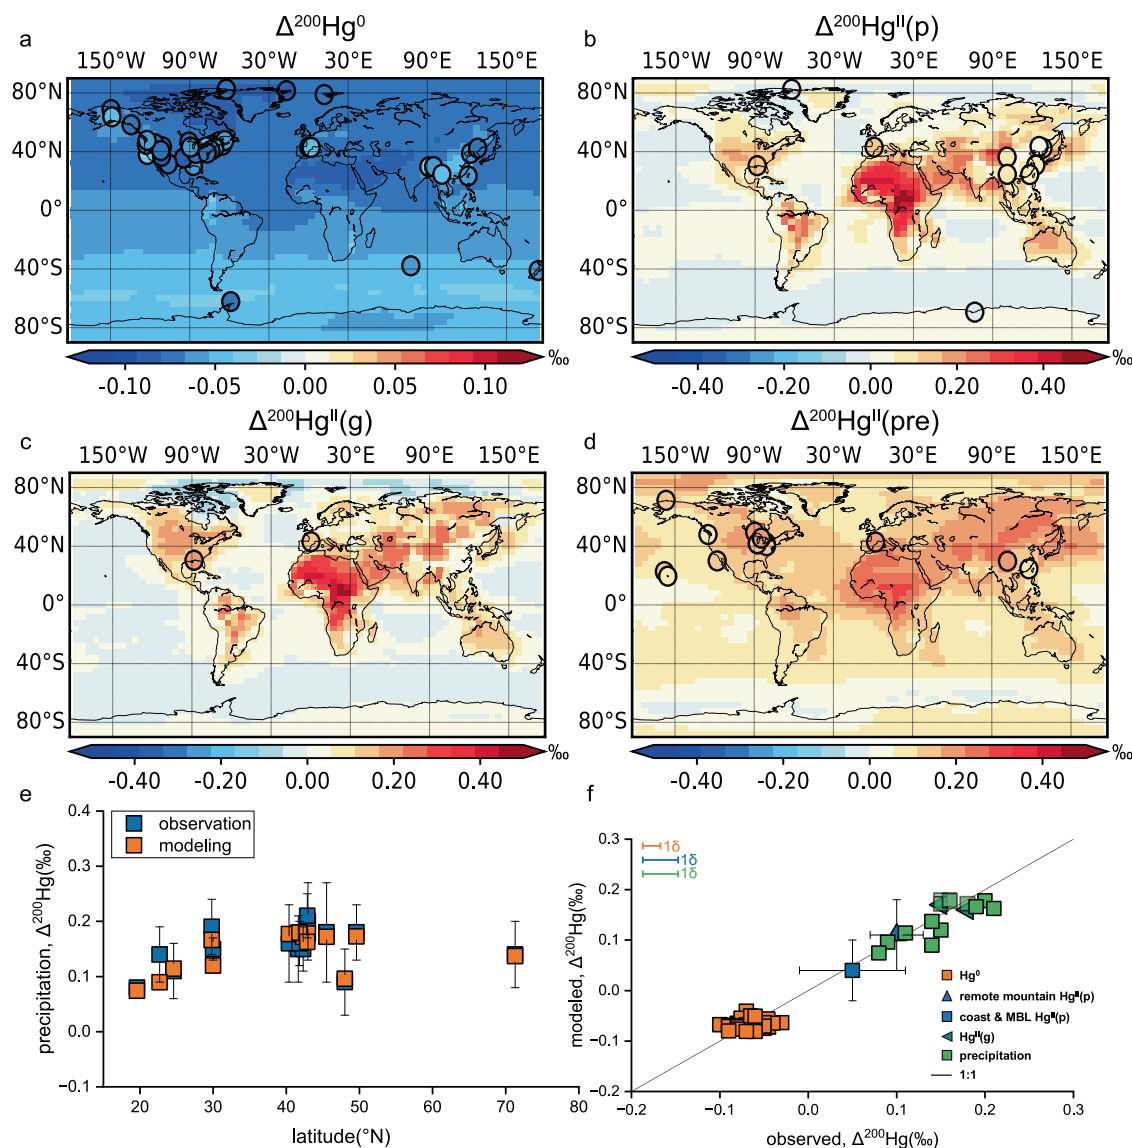 a
Δ²⁰⁰Hg⁰
150°W 90°W 30°W 30°E 90°E 150°E
80°N
40°N
0°
40°S
80°S
-0.10 -0.05 0.00 0.05 0.10 ‰
b
Δ²⁰⁰Hgᴵᴵ(p)
150°W 90°W 30°W 30°E 90°E 150°E
80°N
40°N
0°
40°S
80°S
-0.40 -0.20 0.00 0.20 0.40 ‰
c
Δ²⁰⁰Hgᴵᴵ(g)
150°W 90°W 30°W 30°E 90°E 150°E
80°N
40°N
0°
40°S
80°S
-0.40 -0.20 0.00 0.20 0.40 ‰
d
Δ²⁰⁰Hgᴵᴵ(pre)
150°W 90°W 30°W 30°E 90°E 150°E
80°N
40°N
0°
40°S
80°S
-0.40 -0.20 0.00 0.20 0.40 ‰
e
observation
modeling
precipitation, Δ²⁰⁰Hg(‰)
0.4
0.3
0.2
0.1
0.0
−0.1
20 30 40 50 60 70 80
latitude(°N)
f
1δ
1δ
1δ
modeled, Δ²⁰⁰Hg(‰)
0.3
0.2
0.1
0.0
−0.1
−0.2
Hg⁰
remote mountain Hgᴵᴵ(p)
coast & MBL Hgᴵᴵ(p)
Hgᴵᴵ(g)
precipitation
1:1
−0.2 −0.1 0.0 0.1 0.2 0.3
observed, Δ²⁰⁰Hg(‰)